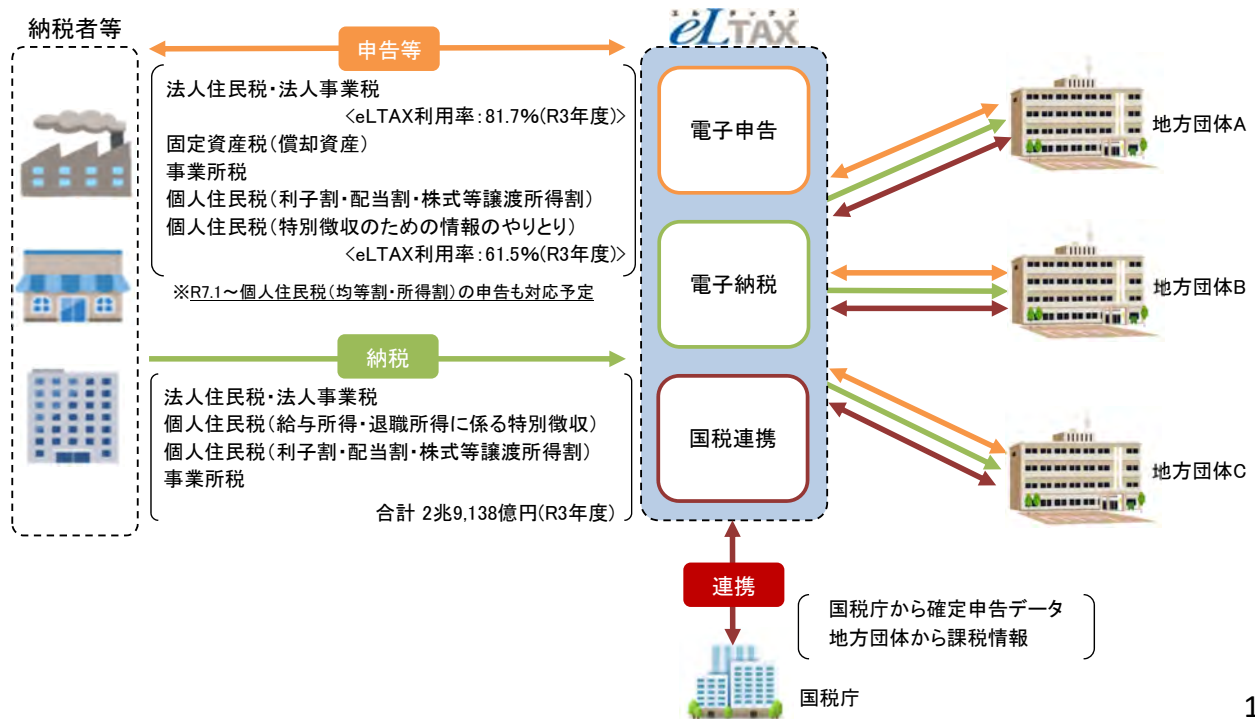 納税者等
申告等
法人住民税・法人事業税
<eLTAX利用率：81.7%(R3年度)>
固定資産税（償却資産）
事業所税
個人住民税（利子割・配当割・株式等譲渡所得割）
個人住民税（特別徴収のための情報のやりとり）
<eLTAX利用率：61.5%(R3年度)>
※R7.1～個人住民税（均等割・所得割）の申告も対応予定
納税
法人住民税・法人事業税
個人住民税（給与所得・退職所得に係る特別徴収）
個人住民税（利子割・配当割・株式等譲渡所得割）
事業所税
合計 2兆9,138億円(R3年度)
エルタックス
eLTAX
電子申告
電子納税
国税連携
地方団体A
地方団体B
地方団体C
連携
国税庁から確定申告データ
地方団体から課税情報
国税庁
1